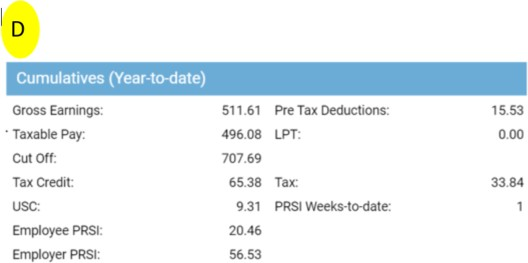 D
Cumulatives (Year-to-date)
Gross Earnings: 511.61 Pre Tax Deductions: 15.53
Taxable Pay: 496.08 LPT: 0.00
Cut Off: 707.69
Tax Credit: 65.38 Tax: 33.84
USC: 9.31 PRSI Weeks-to-date: 1
Employee PRSI: 20.46
Employer PRSI: 56.53